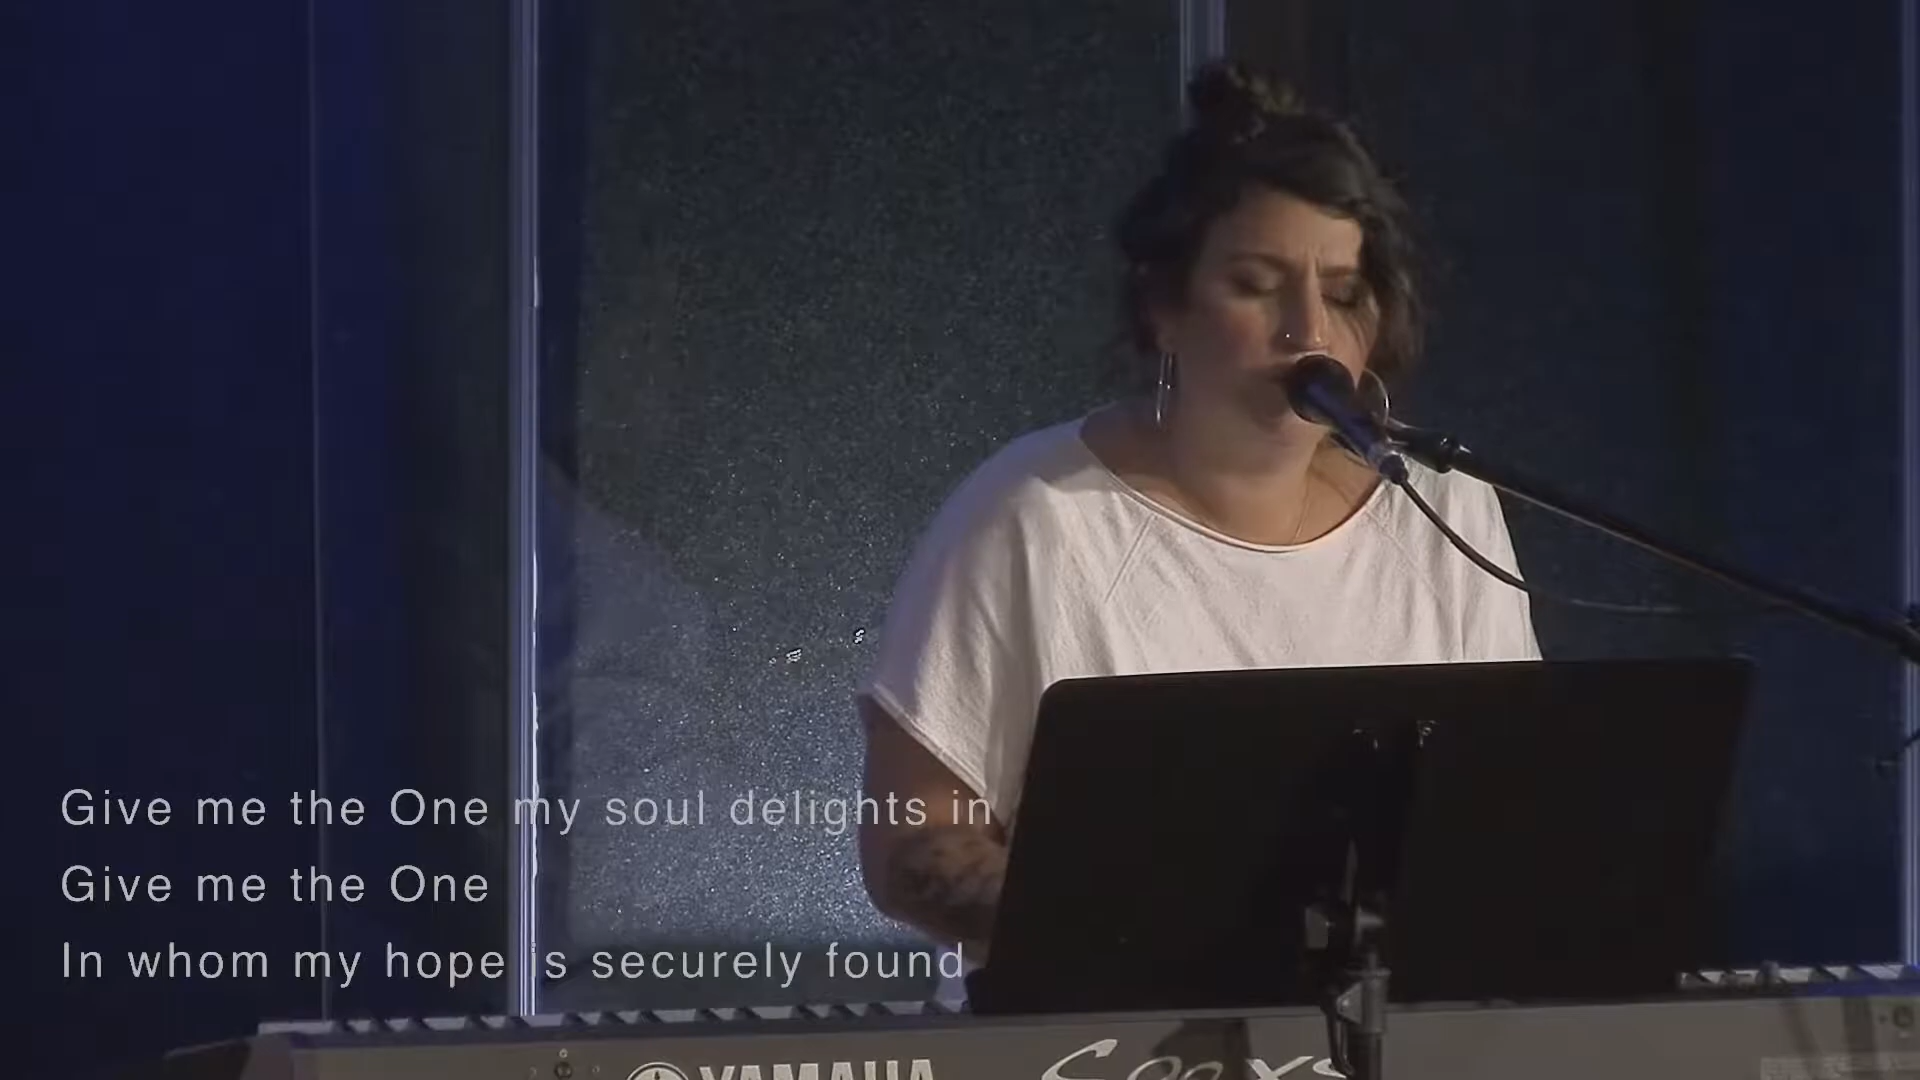 Give me the One my soul delights in
Give me the One
In whom my hope is securely found
YAMAHA